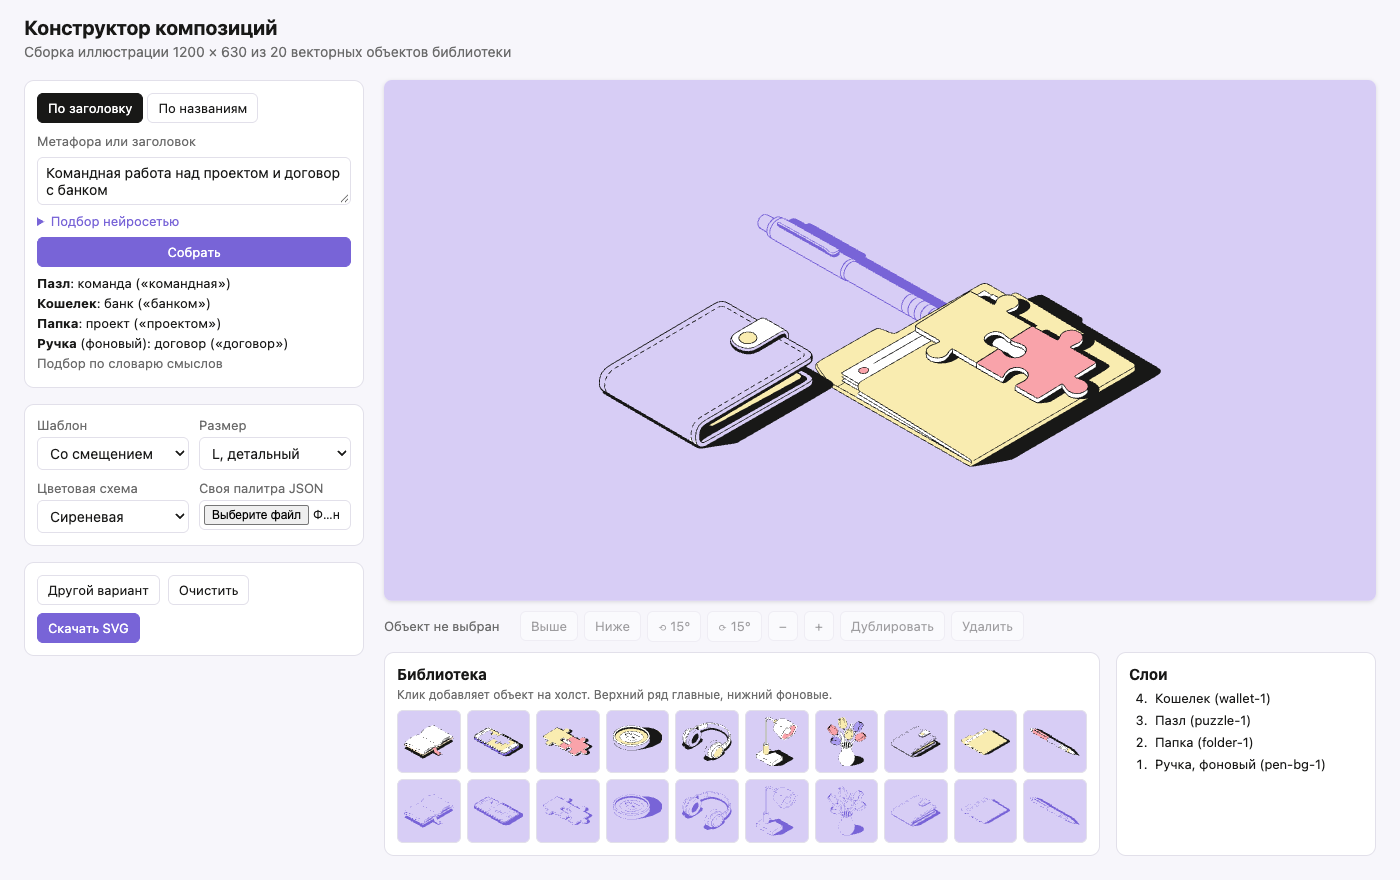 Конструктор композиций
Сборка иллюстрации 1200 × 630 из 20 векторных объектов библиотеки
По заголовку
По названиям
Метафора или заголовок
Командная работа над проектом и договор
с банком
Подбор нейросетью
Собрать
Пазл: команда («командная»)
Кошелек: банк («банком»)
Папка: проект («проектом»)
Ручка (фоновый): договор («договор»)
Подбор по словарю смыслов
Шаблон
Размер
Со смещением
L, детальный
Цветовая схема
Своя палитра JSON
Сиреневая
Выберите файл Ф...н
Другой вариант
Очистить
Скачать SVG
Объект не выбран
Выше
Ниже
⟲ 15°
⟳ 15°
−
+
Дублировать
Удалить
Библиотека
Клик добавляет объект на холст. Верхний ряд главные, нижний фоновые.
Слои
4. Кошелек (wallet-1)
3. Пазл (puzzle-1)
2. Папка (folder-1)
1. Ручка, фоновый (pen-bg-1)